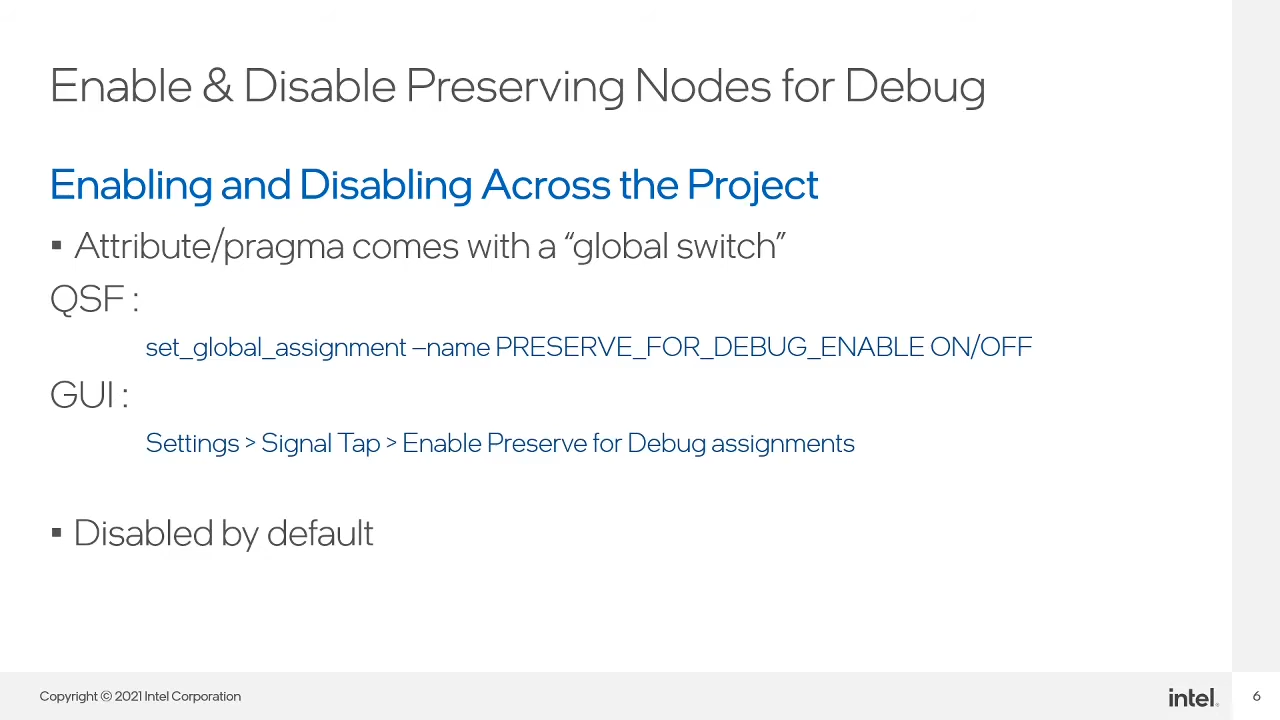 Enable & Disable Preserving Nodes for Debug
Enabling and Disabling Across the Project
▪ Attribute/pragma comes with a “global switch”
QSF :
set_global_assignment –name PRESERVE_FOR_DEBUG_ENABLE ON/OFF
GUI :
Settings > Signal Tap > Enable Preserve for Debug assignments
▪ Disabled by default
Copyright © 2021 Intel Corporation
intel.
6